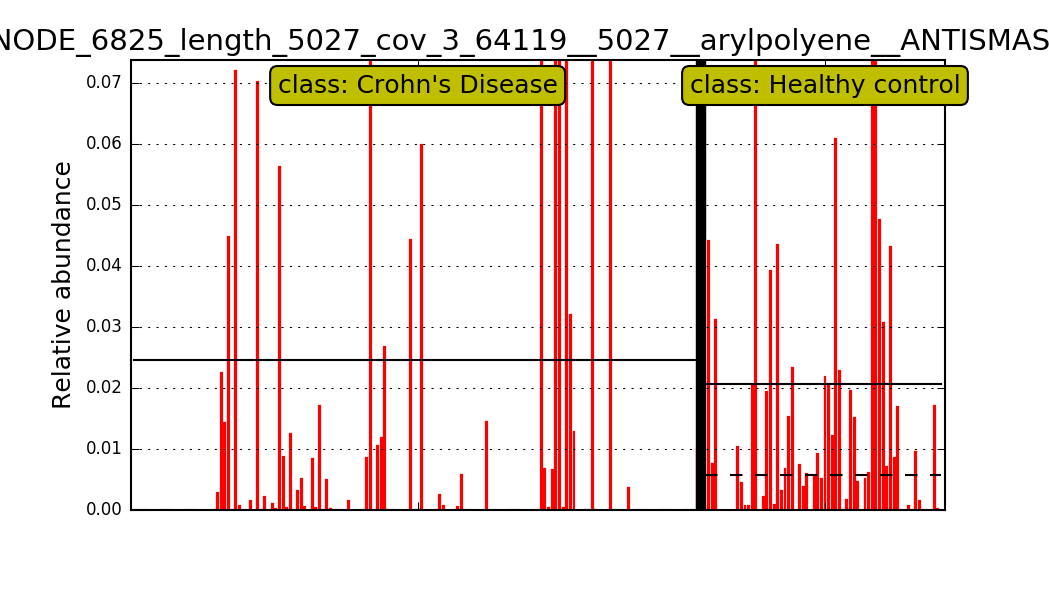 NODE_6825_length_5027_cov_3_64119__5027__arylpolyene__ANTISMAS
class: Crohn's Disease
class: Healthy control
Relative abundance
0.07
0.06
0.05
0.04
0.03
0.02
0.01
0.00